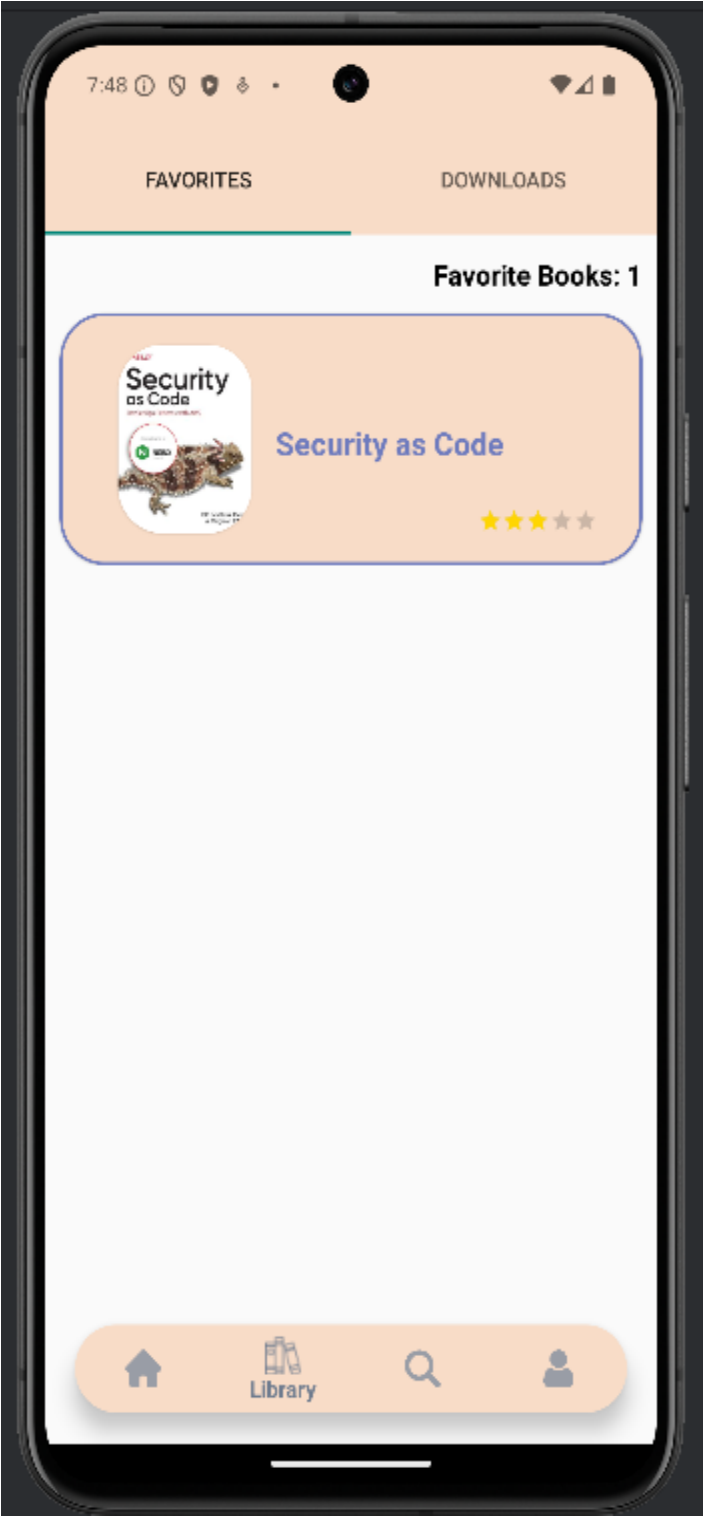 7:48
FAVORITES
DOWNLOADS
Favorite Books: 1
Security
as Code
Security as Code
Library